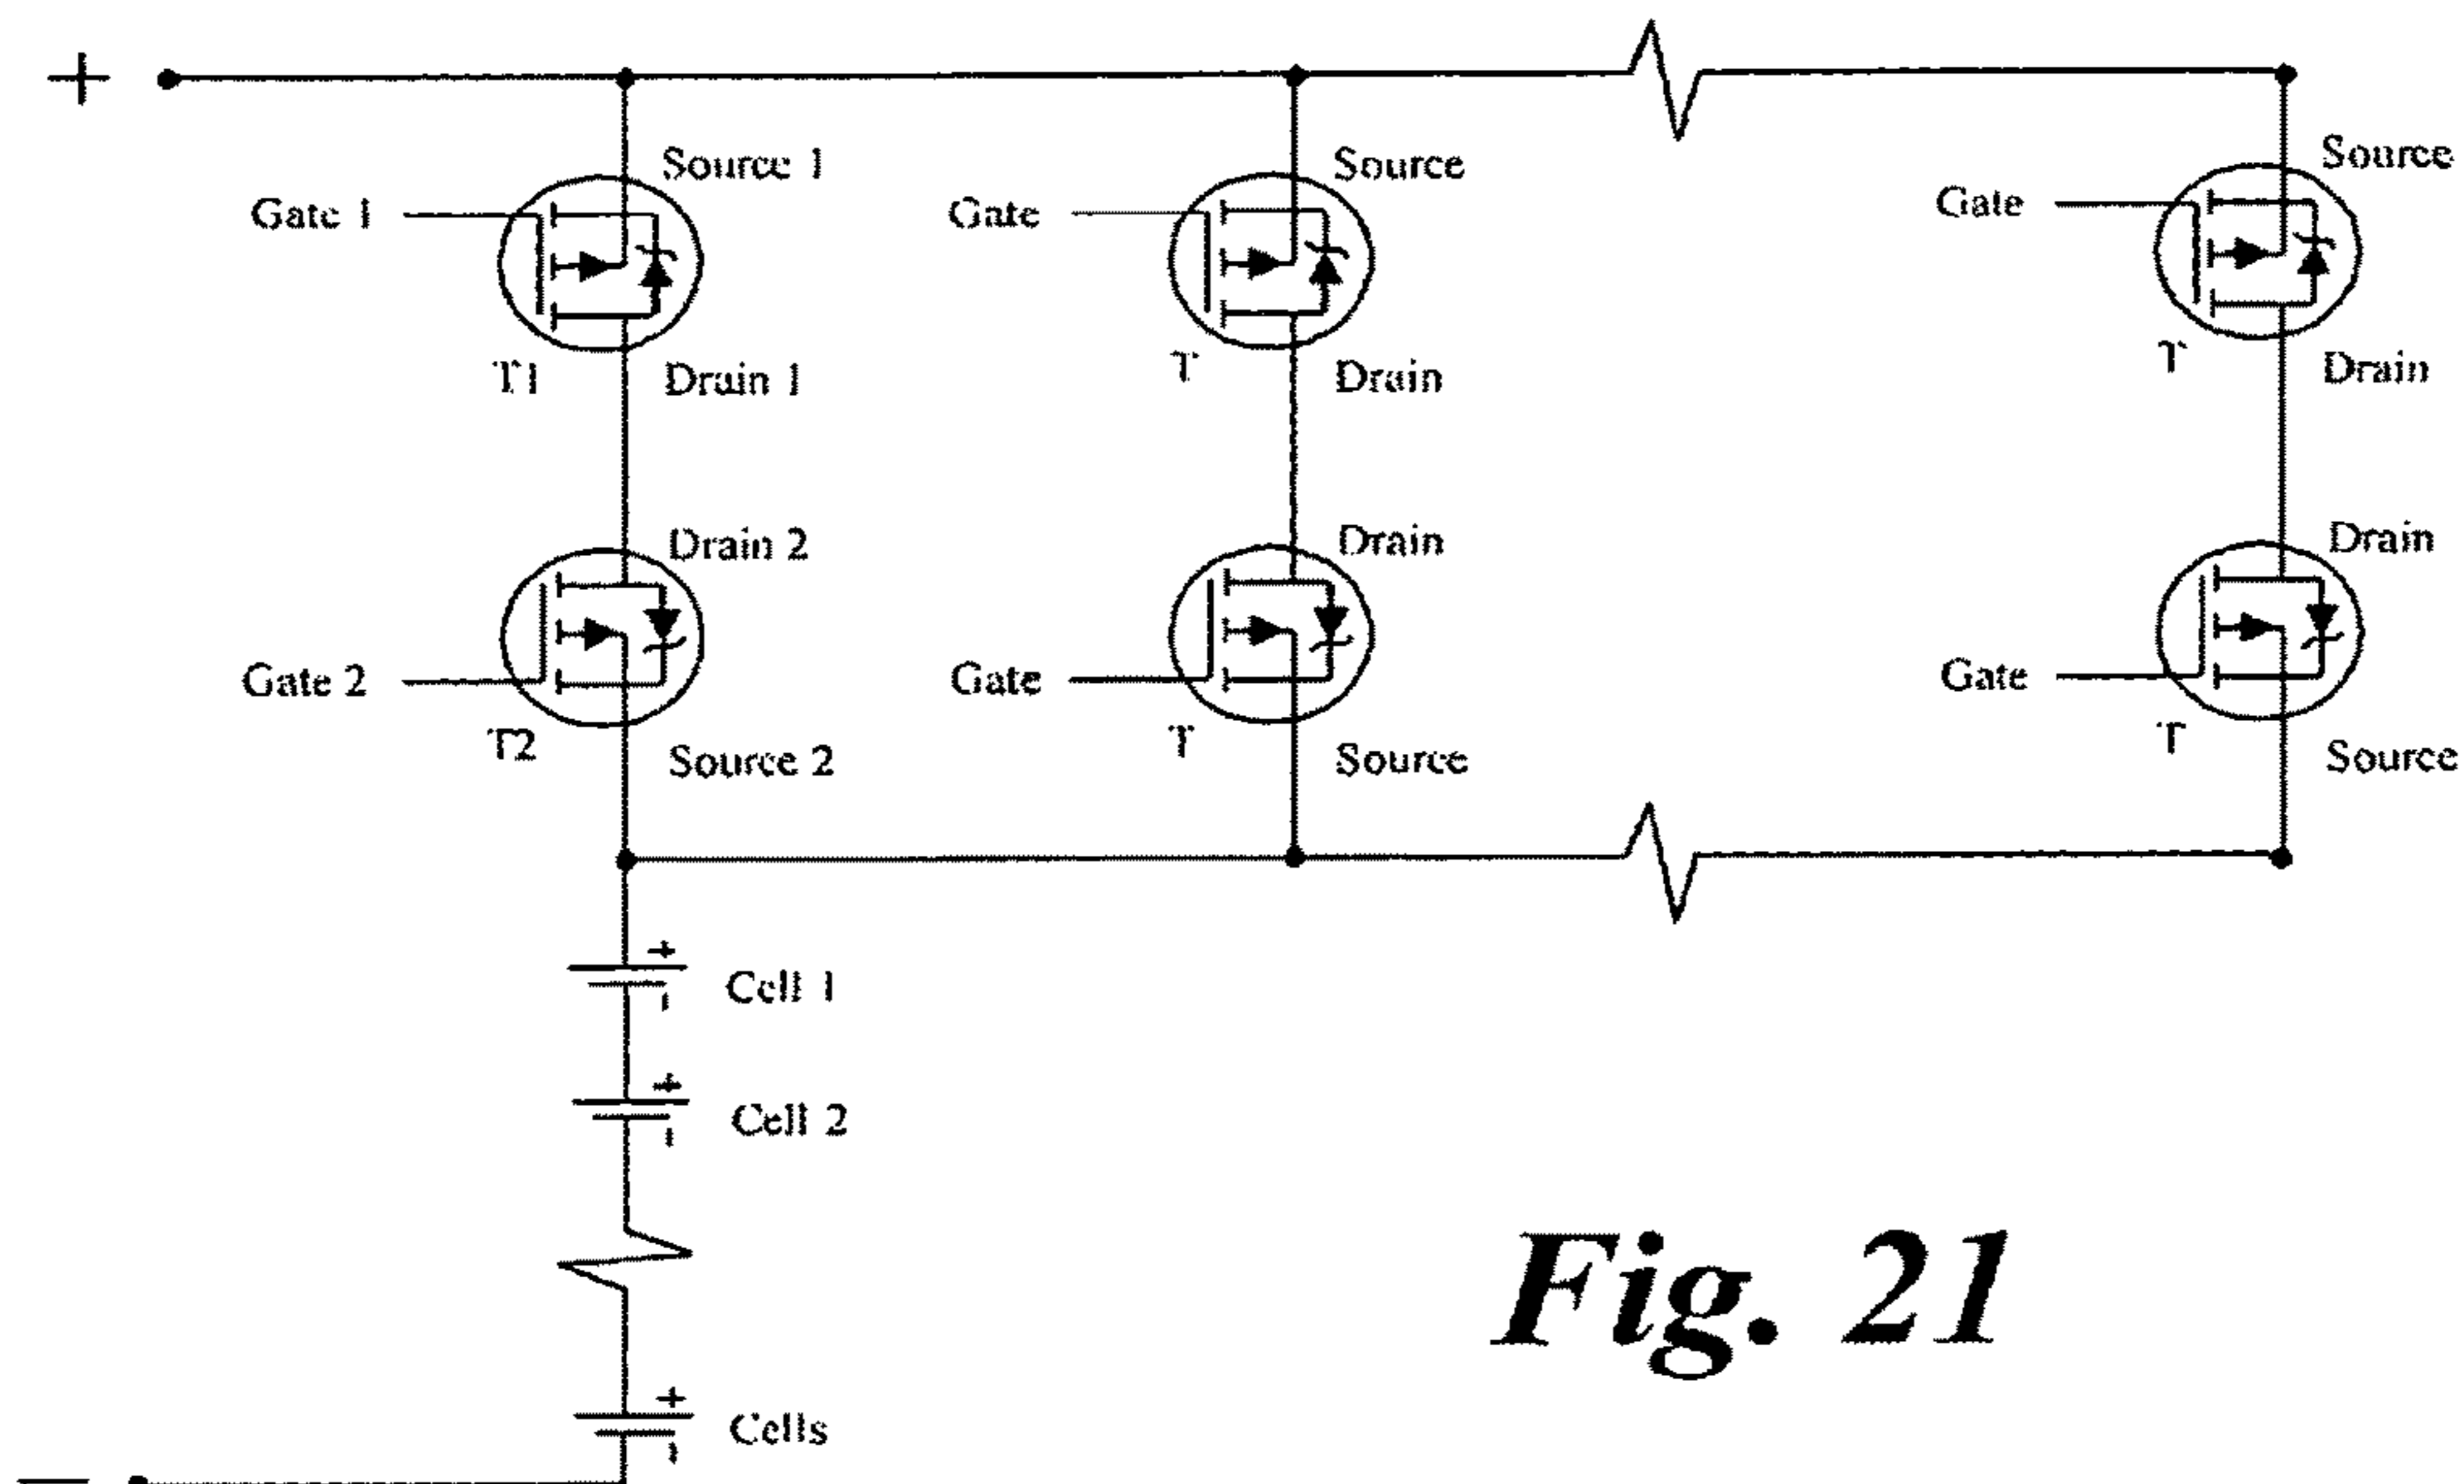 +
Source 1
Source
Source
Gate 1
Gate
Gate
T1
Drain 1
T
Drain
T
Drain
Drain 2
Drain
Drain
Gate 2
Gate
Gate
T2
Source 2
T
Source
T
Source
+
Cell 1
-
+
Cell 2
-
+
Cells
-
Fig. 21
-